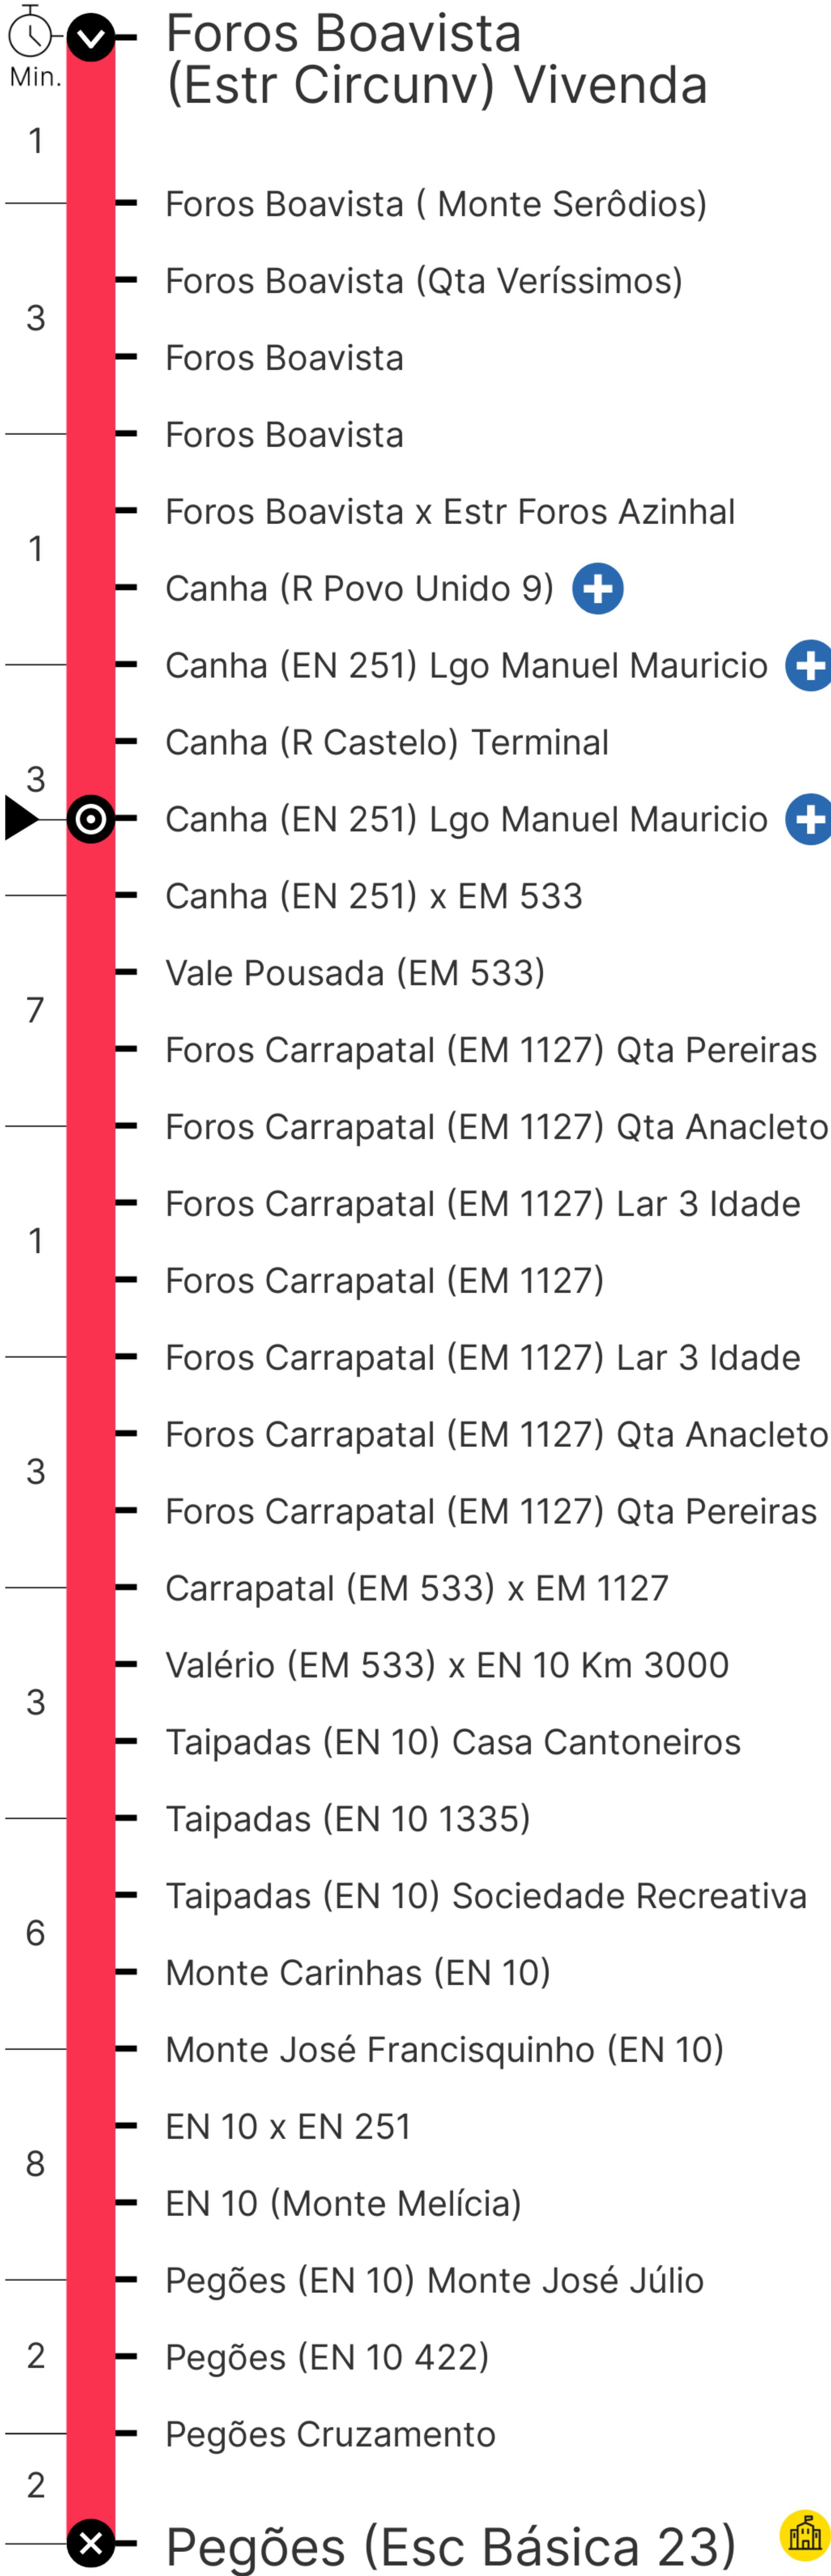 Foros Boavista
(Estr Circunv) Vivenda
Min.
1
Foros Boavista ( Monte Serôdios)
Foros Boavista (Qta Veríssimos)
3
Foros Boavista
Foros Boavista
Foros Boavista x Estr Foros Azinhal
1
Canha (R Povo Unido 9)
Canha (EN 251) Lgo Manuel Mauricio
Canha (R Castelo) Terminal
3
Canha (EN 251) Lgo Manuel Mauricio
Canha (EN 251) x EM 533
Vale Pousada (EM 533)
7
Foros Carrapatal (EM 1127) Qta Pereiras
Foros Carrapatal (EM 1127) Qta Anacleto
Foros Carrapatal (EM 1127) Lar 3 Idade
1
Foros Carrapatal (EM 1127)
Foros Carrapatal (EM 1127) Lar 3 Idade
Foros Carrapatal (EM 1127) Qta Anacleto
3
Foros Carrapatal (EM 1127) Qta Pereiras
Carrapatal (EM 533) x EM 1127
Valério (EM 533) x EN 10 Km 3000
3
Taipadas (EN 10) Casa Cantoneiros
Taipadas (EN 10 1335)
Taipadas (EN 10) Sociedade Recreativa
6
Monte Carinhas (EN 10)
Monte José Francisquinho (EN 10)
EN 10 x EN 251
8
EN 10 (Monte Melícia)
Pegões (EN 10) Monte José Júlio
2
Pegões (EN 10 422)
Pegões Cruzamento
2
Pegões (Esc Básica 23)